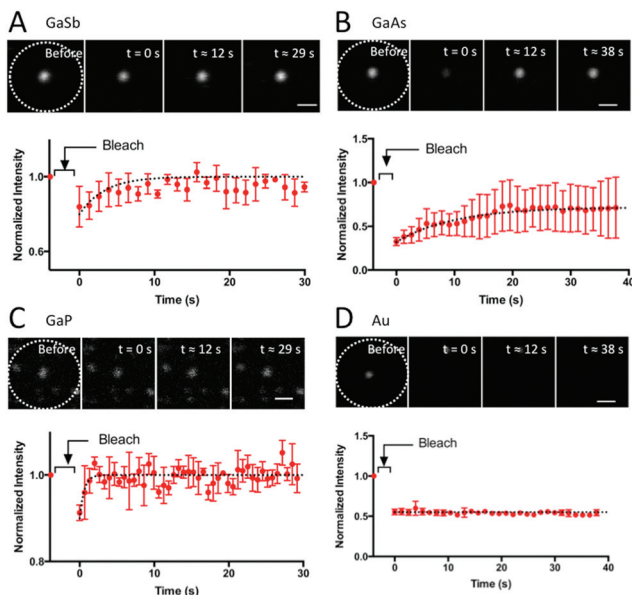 A GaSb
Before t = 0 s t ≈ 12 s t ≈ 29 s
Bleach
Normalized Intensity
1.0
0.6
0 10 20 30
Time (s)
B GaAs
Before t = 0 s t ≈ 12 s t ≈ 38 s
Bleach
Normalized Intensity
1.5
1.0
0.5
0.0
0 10 20 30 40
Time (s)
C GaP
Before t = 0 s t ≈ 12 s t ≈ 29 s
Bleach
Normalized Intensity
1.0
0.8
0 10 20 30
Time (s)
D Au
Before t = 0 s t ≈ 12 s t ≈ 38 s
Bleach
Normalized Intensity
1.5
1.0
0.5
0.0
0 10 20 30 40
Time (s)